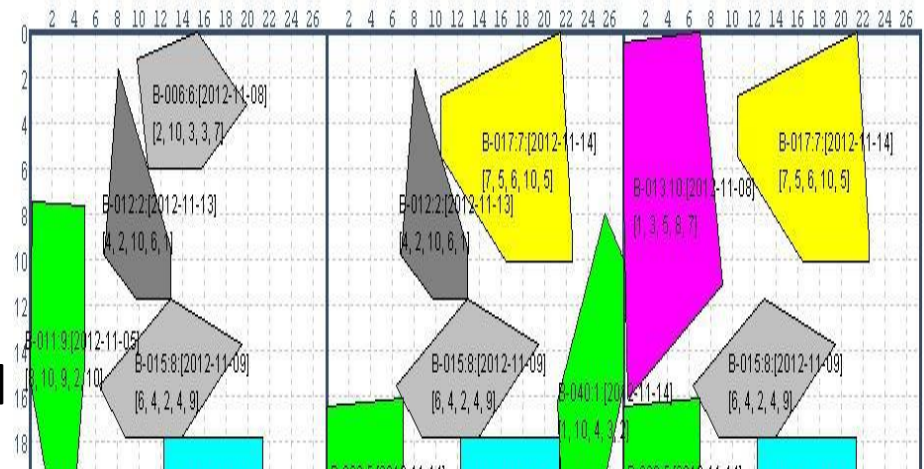 2 4 6 8 10 12 14 16 18 20 22 24 26
2 4 6 8 10 12 14 16 18 20 22 24 26
2 4 6 8 10 12 14 16 18 20 22 24 26
0
2
4
6
8
10
12
14
16
18
B-006:6:[2012-11-08]
[2, 10, 3, 3, 7]
B-012:2:[2012-11-13]
[4, 2, 10, 6, 1]
B-011:9:[2012-11-05]
10, 9, 2, 10]
B-015:8:[2012-11-09]
[6, 4, 2, 4, 9]
B-017:7:[2012-11-14]
[7, 5, 6, 10, 5]
B-012:2:[2012-11-13]
[4, 2, 10, 6, 1]
B-015:8:[2012-11-09]
[6, 4, 2, 4, 9]
B-040:1:[2012-11-14]
[1, 10, 4, 3, 2]
B-013:10:[2012-11-08]
[1, 3, 5, 8, 7]
B-017:7:[2012-11-14]
[7, 5, 6, 10, 5]
B-015:8:[2012-11-09]
[6, 4, 2, 4, 9]